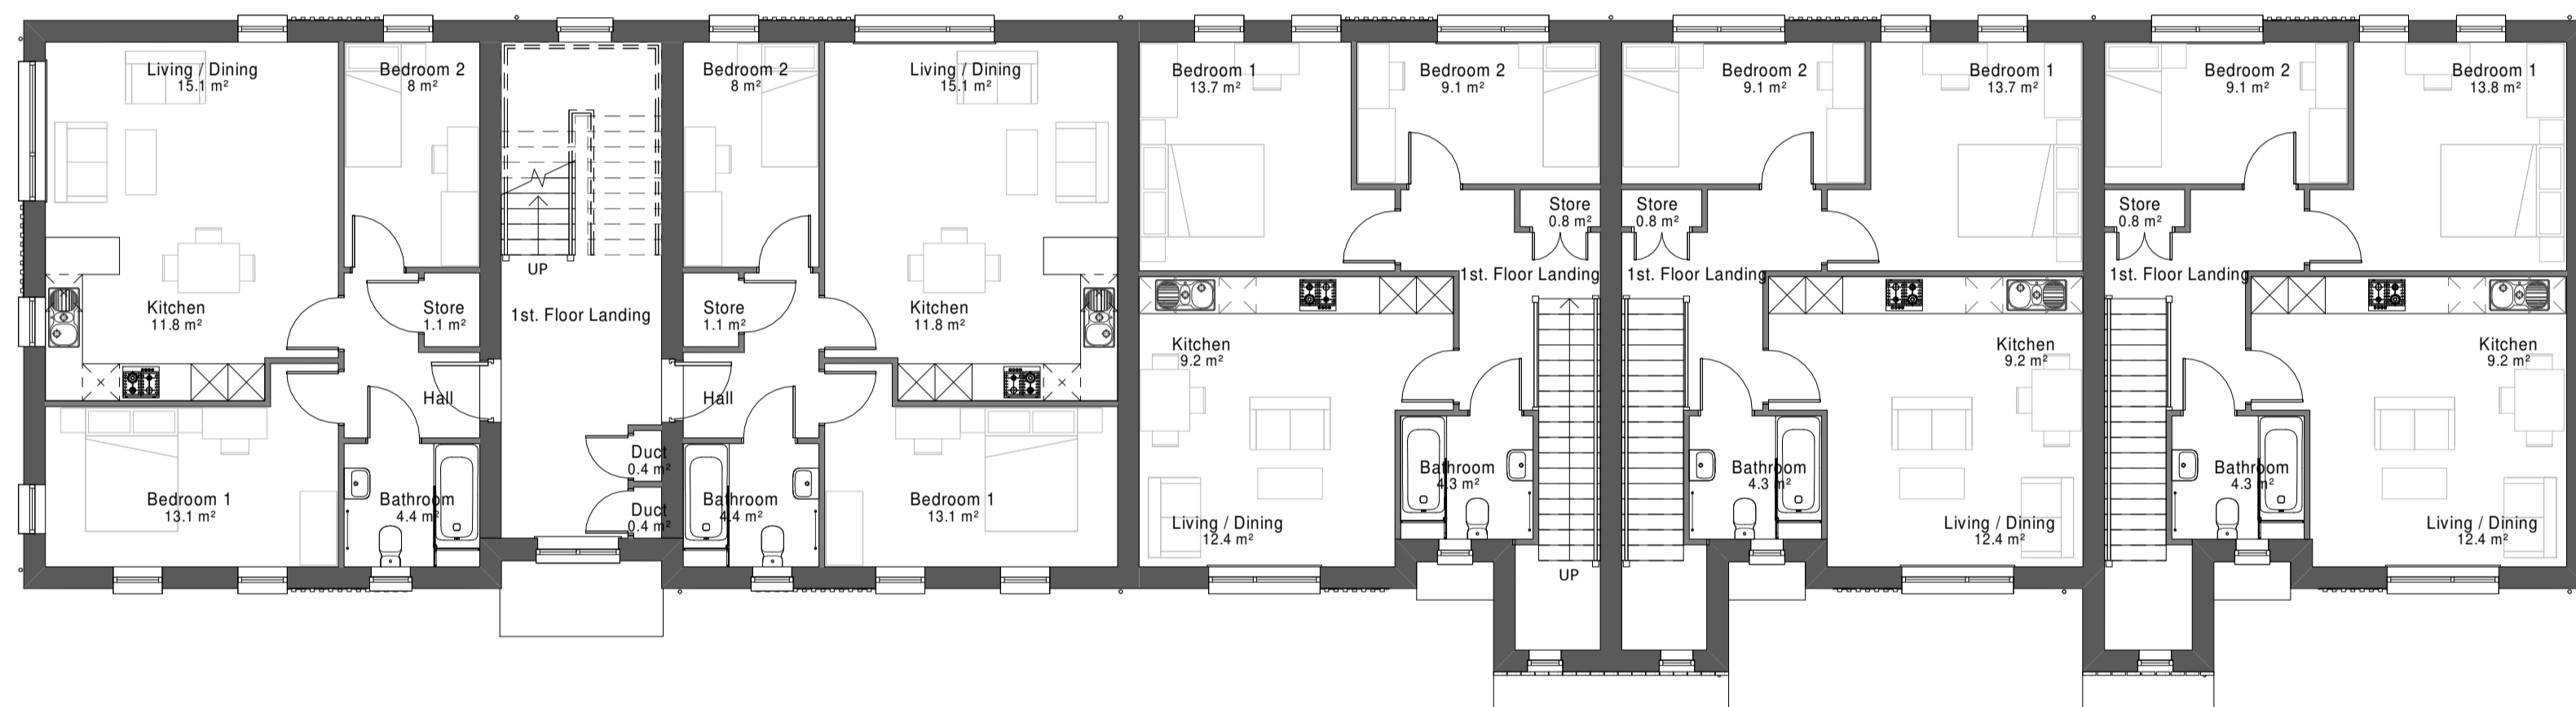 Living / Dining
15.1 m²
Bedroom 2
8 m²
Bedroom 2
8 m²
Living / Dining
15.1 m²
Bedroom 1
13.7 m²
Bedroom 2
9.1 m²
Bedroom 2
9.1 m²
Bedroom 1
13.7 m²
Bedroom 2
9.1 m²
Bedroom 1
13.8 m²
Store
0.8 m²
Store
0.8 m²
Store
0.8 m²
UP
1st. Floor Landing
1st. Floor Landing
1st. Floor Landing
Kitchen
11.8 m²
Store
1.1 m²
1st. Floor Landing
Store
1.1 m²
Kitchen
11.8 m²
Kitchen
9.2 m²
Kitchen
9.2 m²
Kitchen
9.2 m²
Hall
Hall
Duct
0.4 m²
Bathroom
4.3 m²
Bathroom
4.3 m²
Bathroom
4.3 m²
Bedroom 1
13.1 m²
Bathroom
4.4 m²
Duct
0.4 m²
Bathroom
4.4 m²
Bedroom 1
13.1 m²
Living / Dining
12.4 m²
Living / Dining
12.4 m²
Living / Dining
12.4 m²
UP